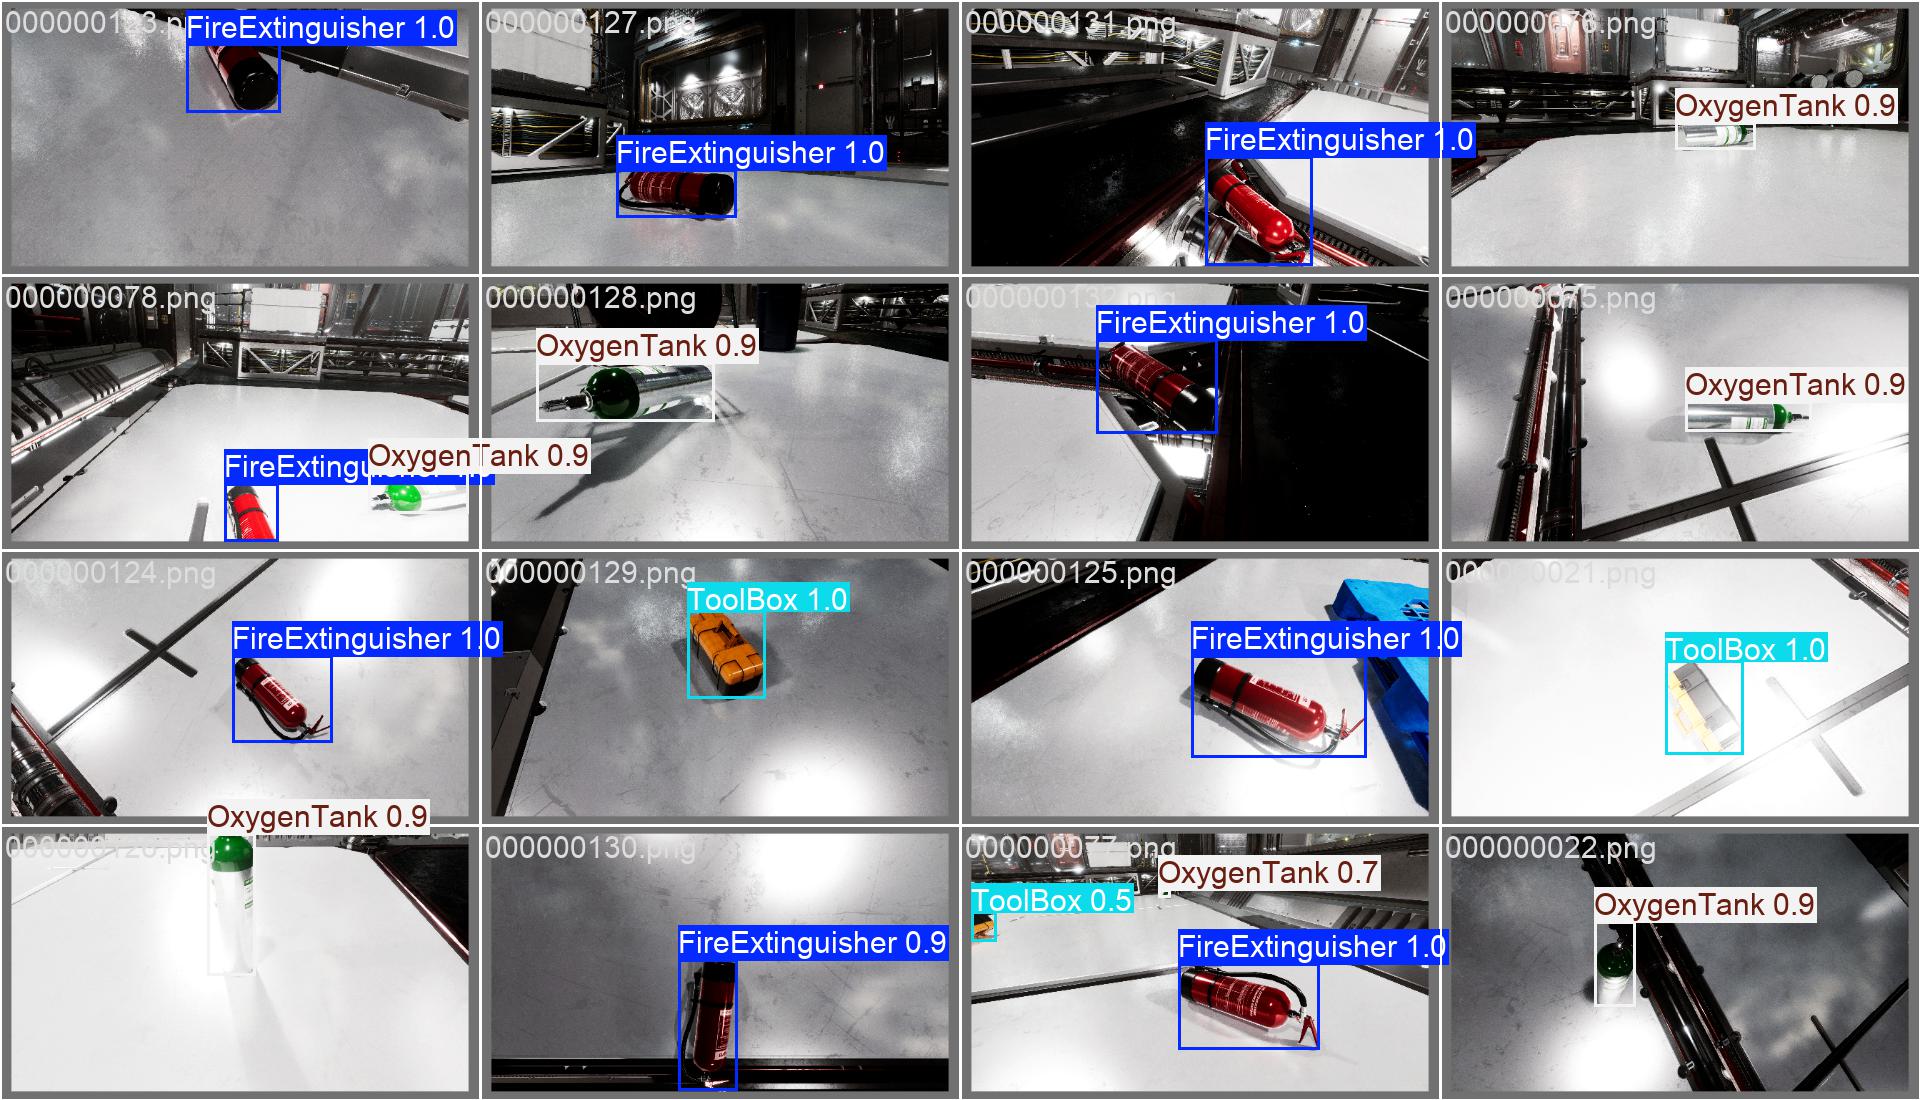 000000123.png
FireExtinguisher 1.0
000000127.png
FireExtinguisher 1.0
000000131.png
FireExtinguisher 1.0
000000076.png
OxygenTank 0.9
000000078.png
FireExtinguisher 1.0
OxygenTank 0.9
000000128.png
OxygenTank 0.9
000000132.png
FireExtinguisher 1.0
000000075.png
OxygenTank 0.9
000000124.png
FireExtinguisher 1.0
000000129.png
ToolBox 1.0
000000125.png
FireExtinguisher 1.0
000000021.png
ToolBox 1.0
000000126.png
OxygenTank 0.9
000000130.png
FireExtinguisher 0.9
000000077.png
OxygenTank 0.7
ToolBox 0.5
FireExtinguisher 1.0
000000022.png
OxygenTank 0.9